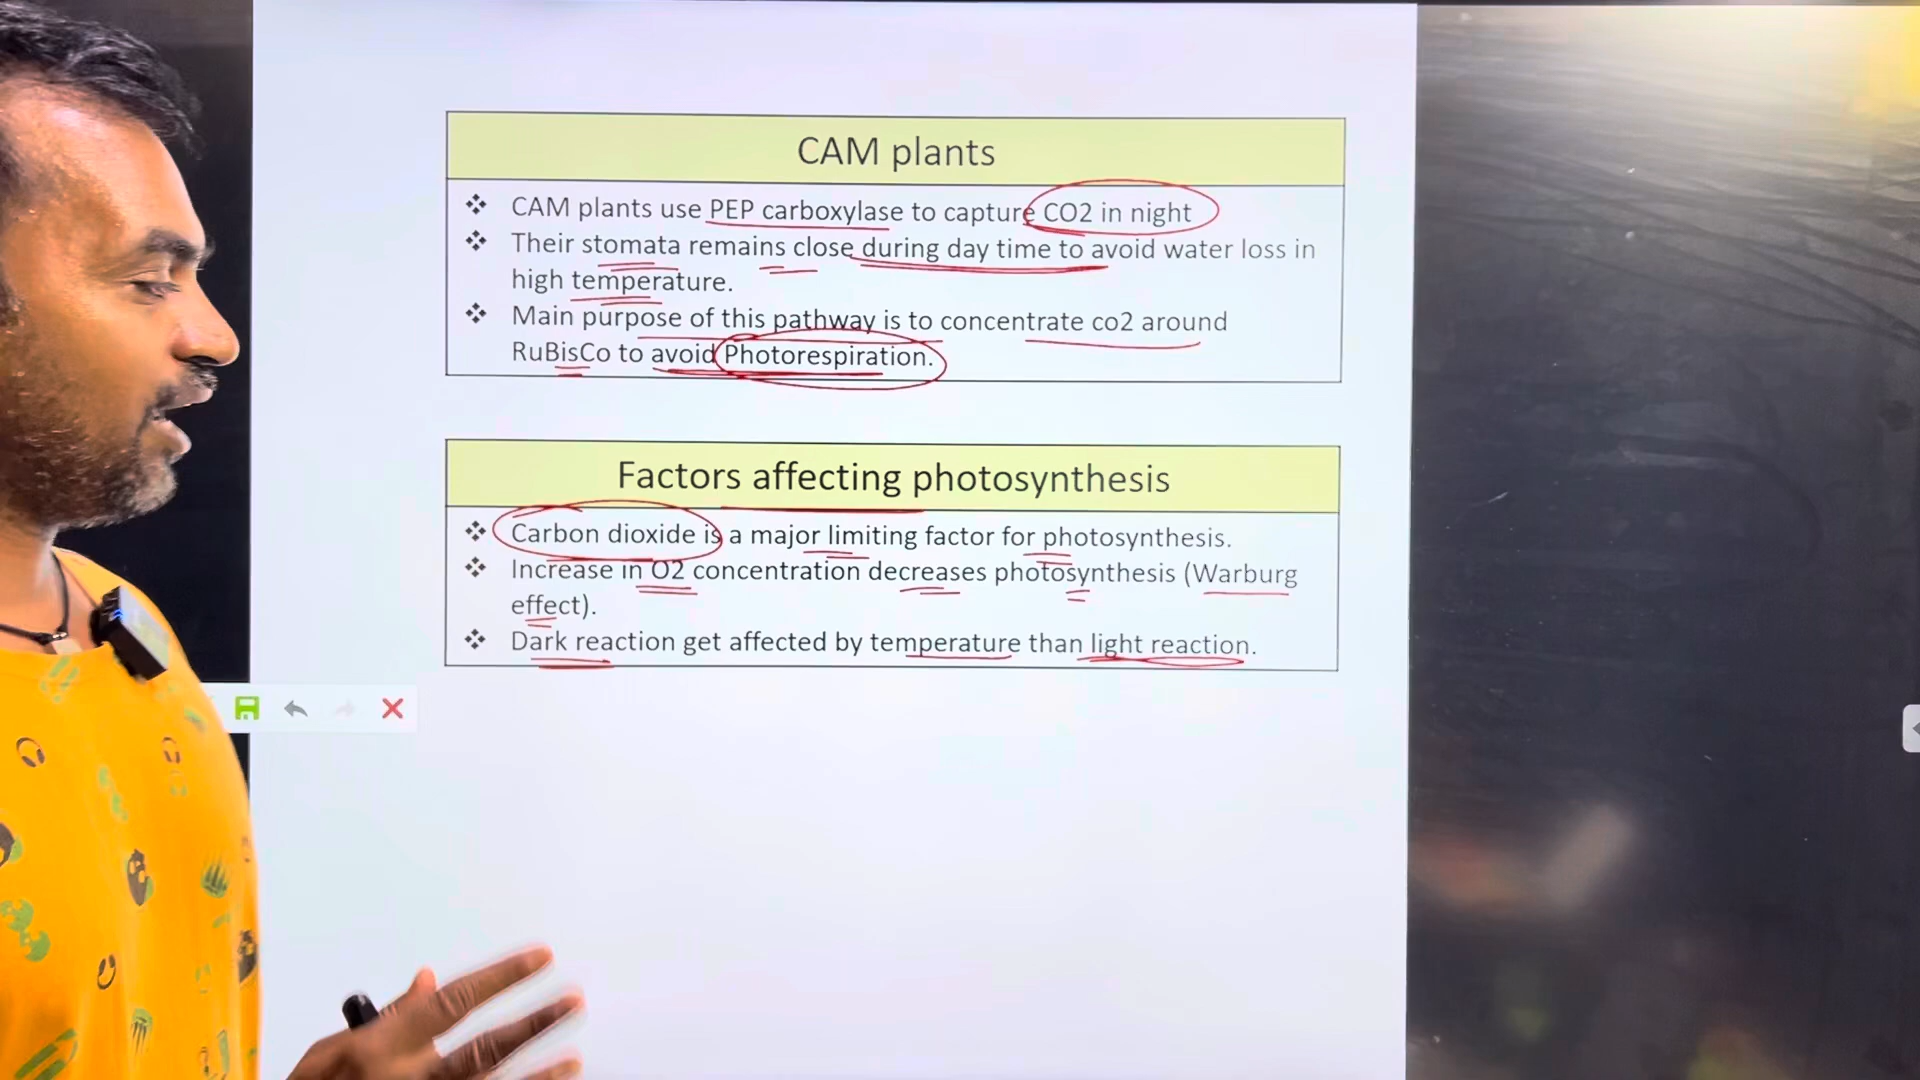 CAM plants
❖ CAM plants use PEP carboxylase to capture CO2 in night
❖ Their stomata remains close during day time to avoid water loss in
high temperature.
❖ Main purpose of this pathway is to concentrate co2 around
RuBisCo to avoid Photorespiration.
Factors affecting photosynthesis
❖ Carbon dioxide is a major limiting factor for photosynthesis.
❖ Increase in O2 concentration decreases photosynthesis (Warburg
effect).
❖ Dark reaction get affected by temperature than light reaction.